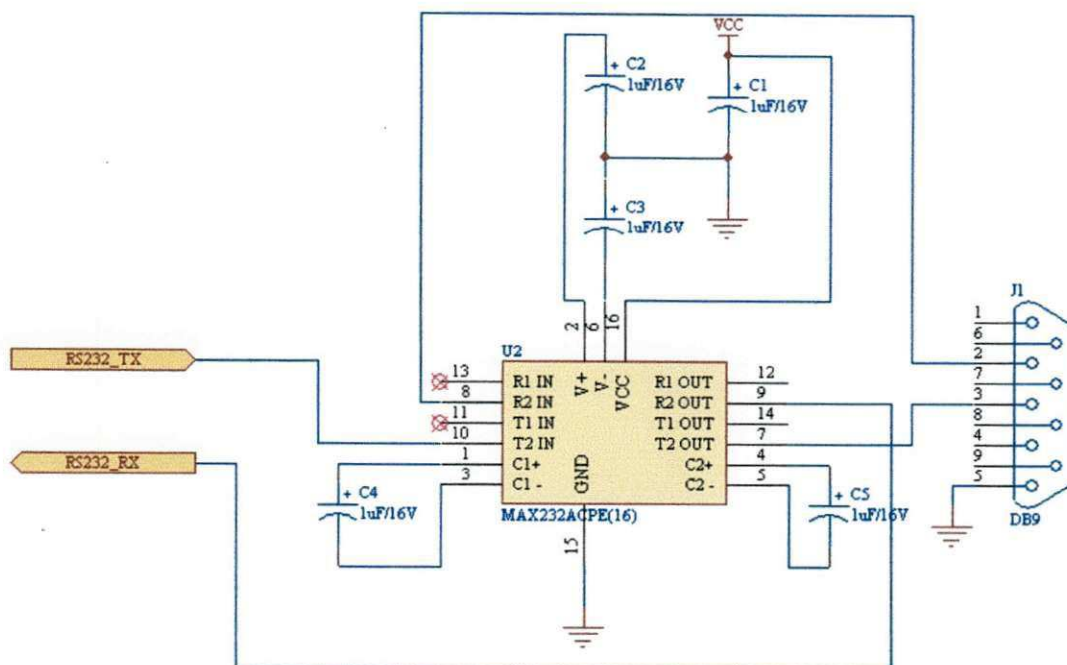 VCC
+ C2
1uF/16V
+ C1
1uF/16V
+ C3
1uF/16V
2
6
16
J1
1
6
2
7
3
8
4
9
5
DB9
RS232_TX
RS232_RX
U2
13 R1 IN
8 R2 IN
11 T1 IN
10 T2 IN
1 C1+
3 C1 -
V+
V-
VCC
GND
R1 OUT 12
R2 OUT 9
T1 OUT 14
T2 OUT 7
C2+ 4
C2 - 5
MAX232ACPE(16)
+ C4
1uF/16V
+ C5
1uF/16V
15